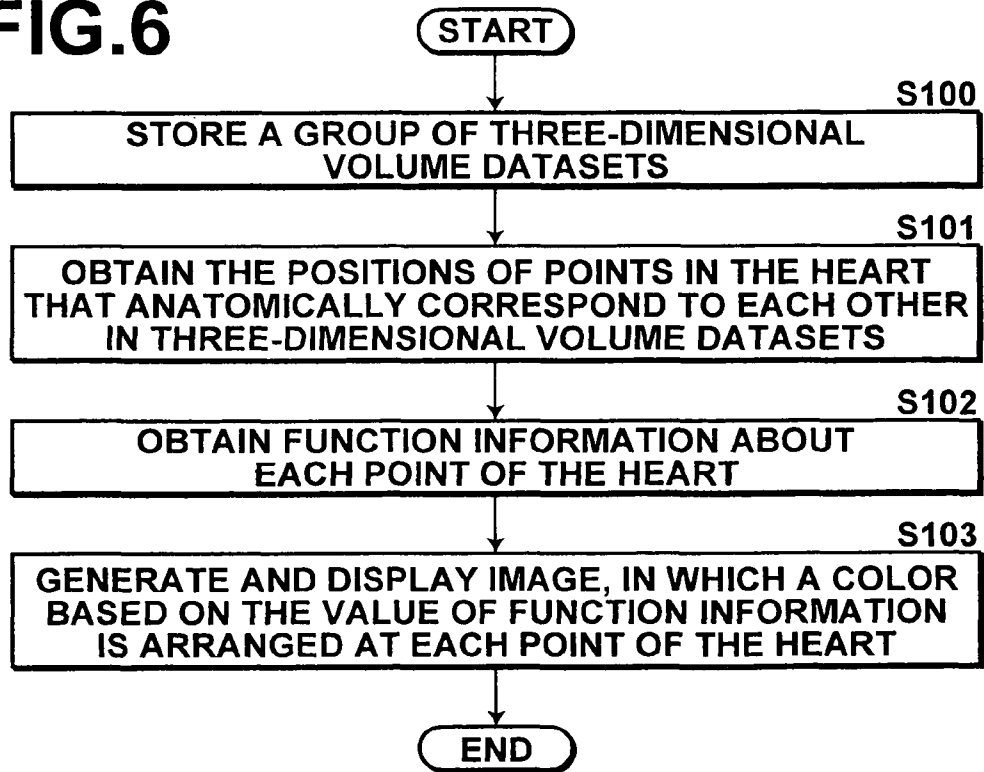 FIG.6
START
S100
STORE A GROUP OF THREE-DIMENSIONAL
VOLUME DATASETS
S101
OBTAIN THE POSITIONS OF POINTS IN THE HEART
THAT ANATOMICALLY CORRESPOND TO EACH OTHER
IN THREE-DIMENSIONAL VOLUME DATASETS
S102
OBTAIN FUNCTION INFORMATION ABOUT
EACH POINT OF THE HEART
S103
GENERATE AND DISPLAY IMAGE, IN WHICH A COLOR
BASED ON THE VALUE OF FUNCTION INFORMATION
IS ARRANGED AT EACH POINT OF THE HEART
END